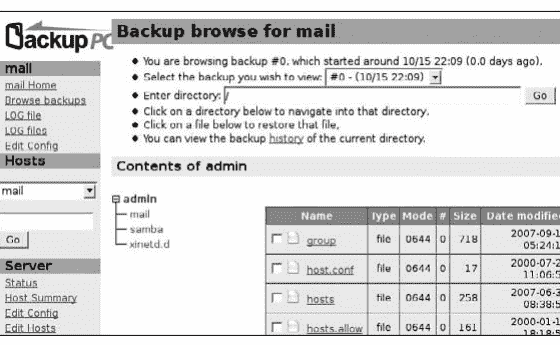 BackupPC
Backup browse for mail
You are browsing backup #0, which started around 10/15 22:09 (0.0 days ago).
Select the backup you wish to view: #0 - (10/15 22:09)
Enter directory: / Go
Click on a directory below to navigate into that directory,
Click on a file below to restore that file,
You can view the backup history of the current directory.
mail
mail Home
Browse backups
LOG file
LOG files
Edit Config
Hosts
mail
Go
Server
Status
Host Summary
Edit Config
Edit Hosts
Contents of admin
admin
mail
samba
xinetd.d
Name Type Mode # Size Date modifie
group file 0644 0 718 2007-09-1
05:24:1
host.conf file 0644 0 17 2000-07-2
11:06:5
hosts file 0644 0 258 2007-06-3
08:38:5
hosts.allow file 0644 0 161 2000-01-1
18:18:5